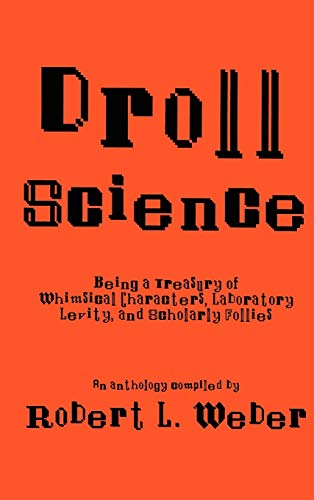 Droll
Science
Being a Treasury of
Whimsical Characters, Laboratory
Levity, and Scholarly Follies
An anthology compiled by
Robert L. Weber